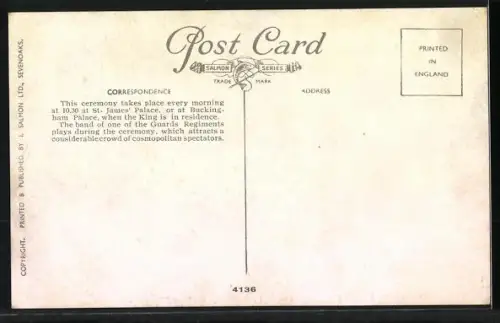 Post Card
SALMON SERIES
TRADE MARK
PRINTED
IN
ENGLAND
CORRESPONDENCE
ADDRESS
This ceremony takes place every morning
at 10.30 at St. James' Palace, or at Bucking-
ham Palace, when the King is in residence.
The band of one of the Guards Regiments
plays during the ceremony, which attracts a
considerable crowd of cosmopolitan spectators.
COPYRIGHT. PRINTED & PUBLISHED BY J. SALMON LTD., SEVENOAKS.
4136